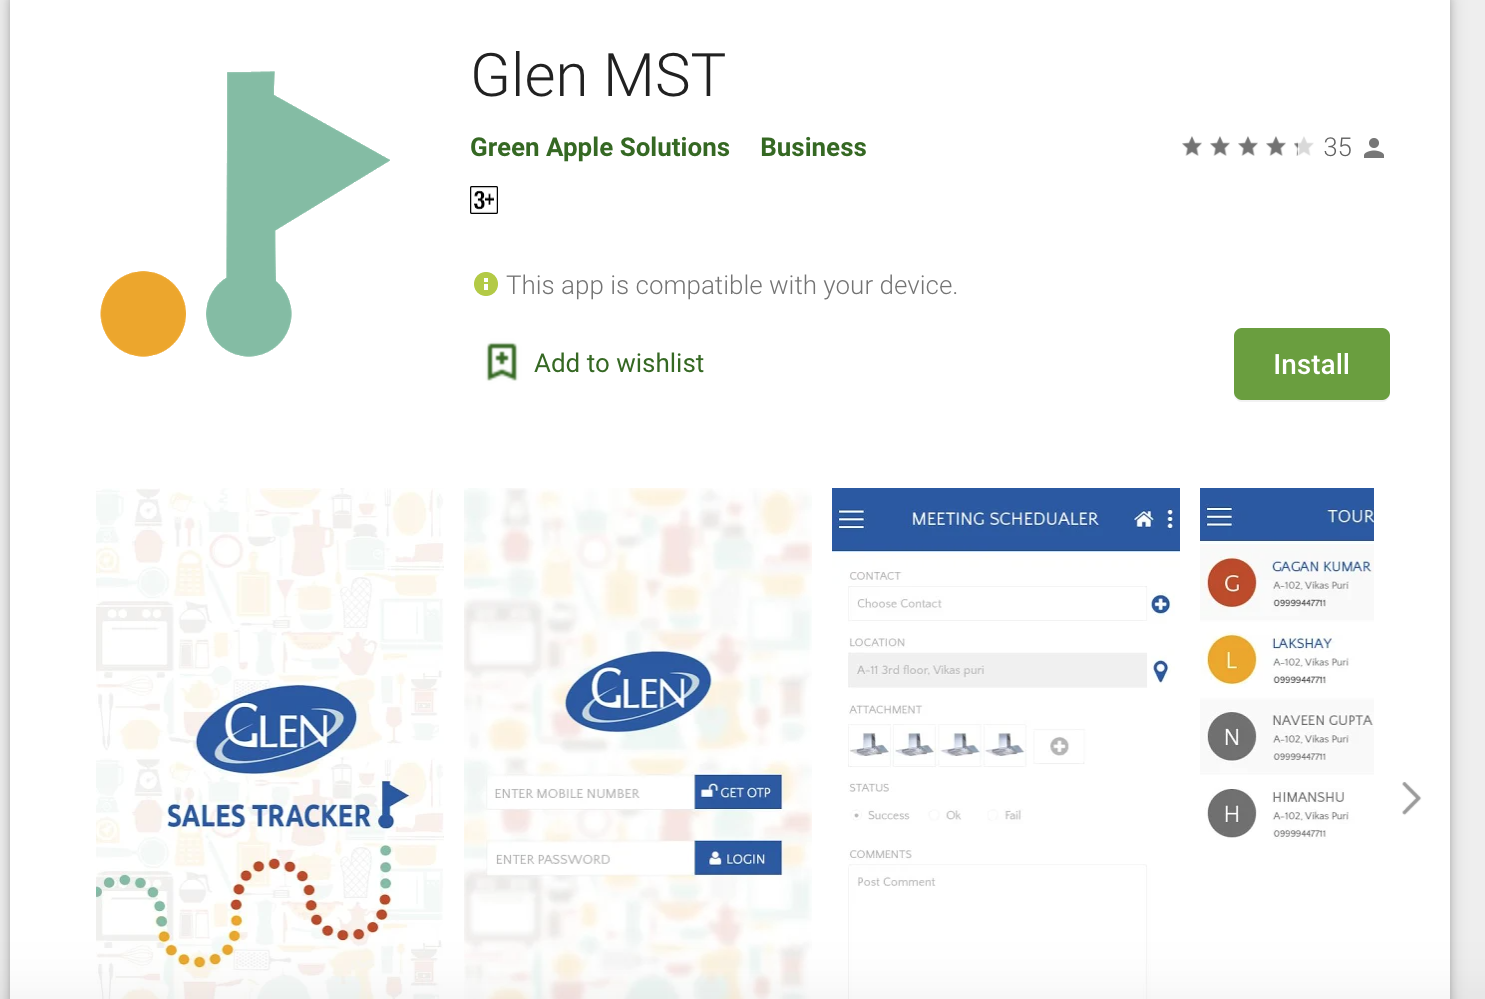 Glen MST
Green Apple Solutions Business
35
3+
This app is compatible with your device.
Add to wishlist
Install
GLEN
SALES TRACKER
GLEN
ENTER MOBILE NUMBER
GET OTP
ENTER PASSWORD
LOGIN
MEETING SCHEDUALER
CONTACT
Choose Contact
LOCATION
A-11 3rd floor, Vikas puri
ATTACHMENT
STATUS
Success Ok Fail
COMMENTS
Post Comment
TOUR
G
GAGAN KUMAR
A-102, Vikas Puri
09999447711
L
LAKSHAY
A-102, Vikas Puri
09999447711
N
NAVEEN GUPTA
A-102, Vikas Puri
09999447711
H
HIMANSHU
A-102, Vikas Puri
09999447711